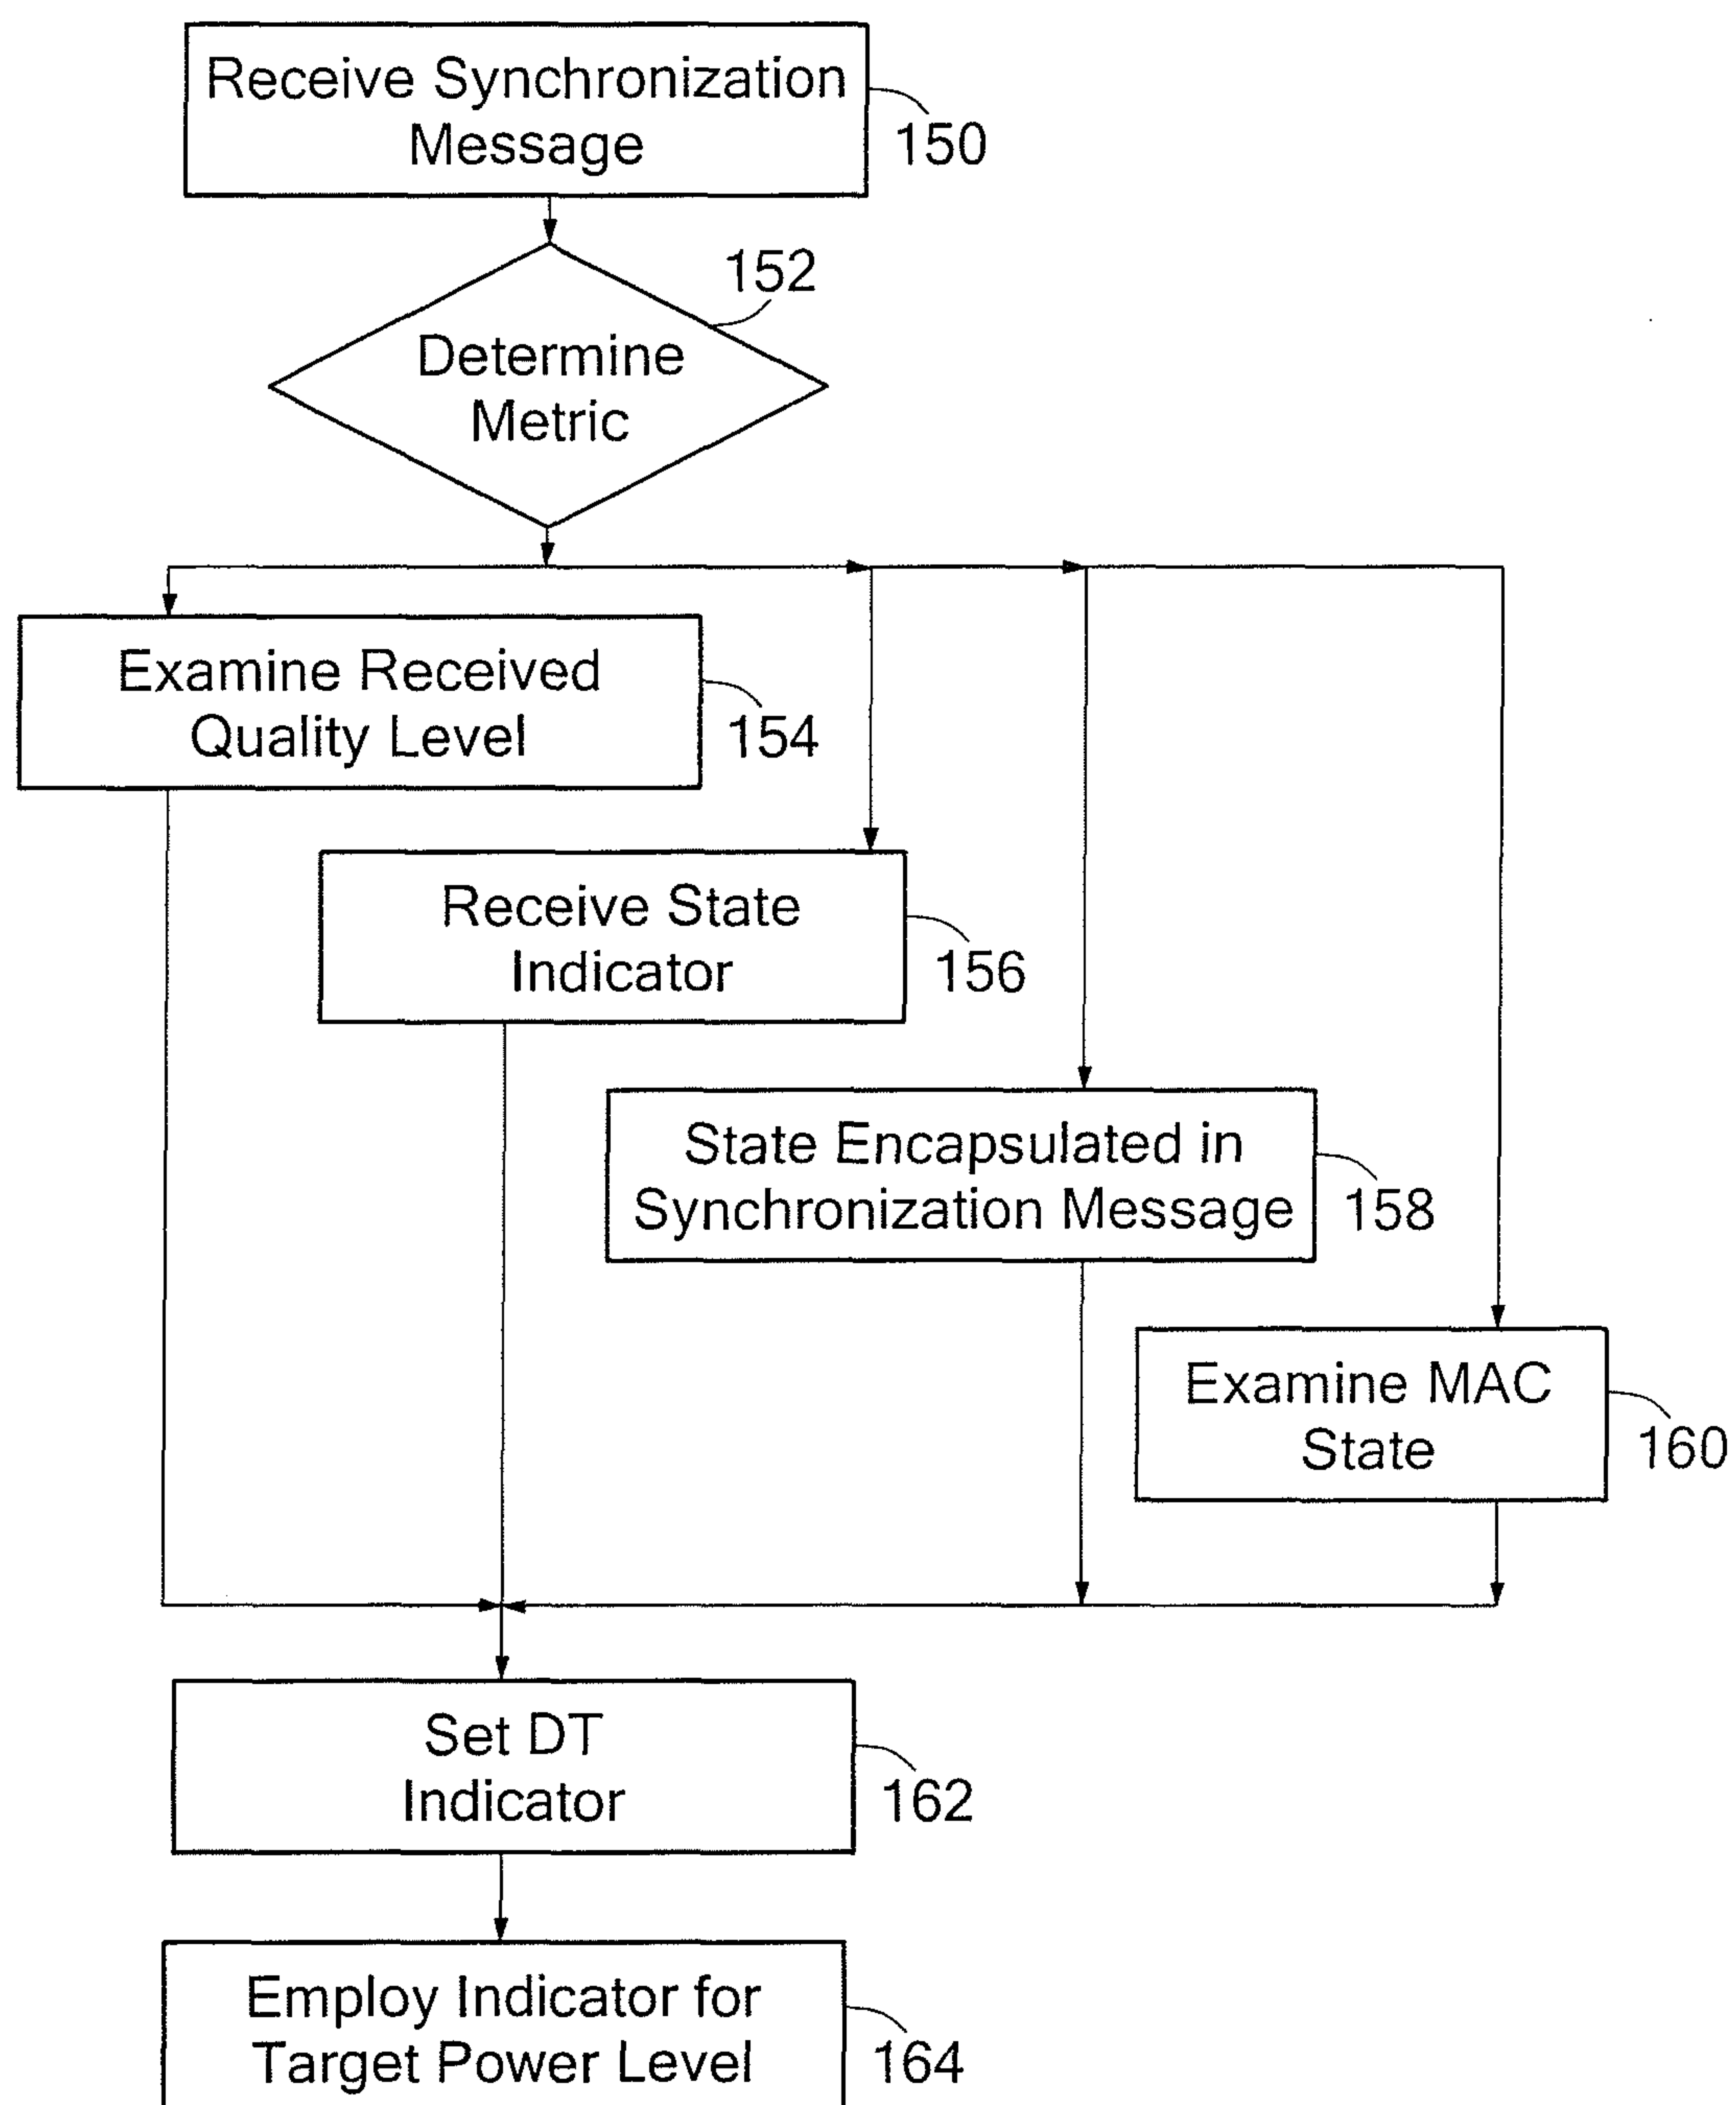 Receive Synchronization
Message
150
152
Determine
Metric
Examine Received
Quality Level
154
Receive State
Indicator
156
State Encapsulated in
Synchronization Message
158
Examine MAC
State
160
Set DT
Indicator
162
Employ Indicator for
Target Power Level
164